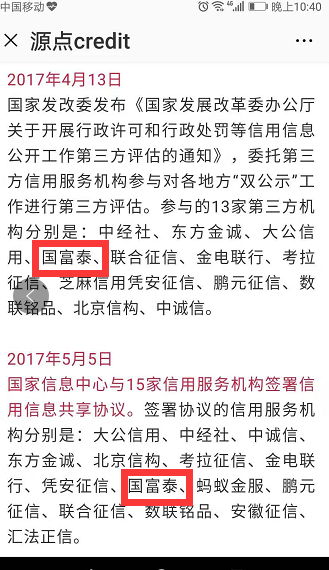 中国移动 4G 晚上10:40
源点credit
2017年4月13日
国家发改委发布《国家发展改革委办公厅
关于开展行政许可和行政处罚等信用信息
公开工作第三方评估的通知》，委托第三
方信用服务机构参与对各地方“双公示”工
作进行第三方评估。参与的13家第三方机
构分别是：中经社、东方金诚、大公信
用、国富泰、联合征信、金电联行、考拉
征信、芝麻信用凭安征信、鹏元征信、数
联铭品、北京信构、中诚信。
2017年5月5日
国家信息中心与15家信用服务机构签署信
用信息共享协议。签署协议的信用服务机
构分别是：大公信用、中经社、中诚信、
东方金诚、北京信构、考拉征信、金电联
行、凭安征信、国富泰、蚂蚁金服、鹏元
征信、联合征信、数联铭品、安徽征信、
汇法正信。